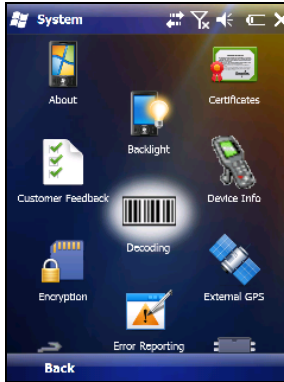 System
About
Certificates
Backlight
Customer Feedback
Device Info
Decoding
Encryption
External GPS
Error Reporting
Back